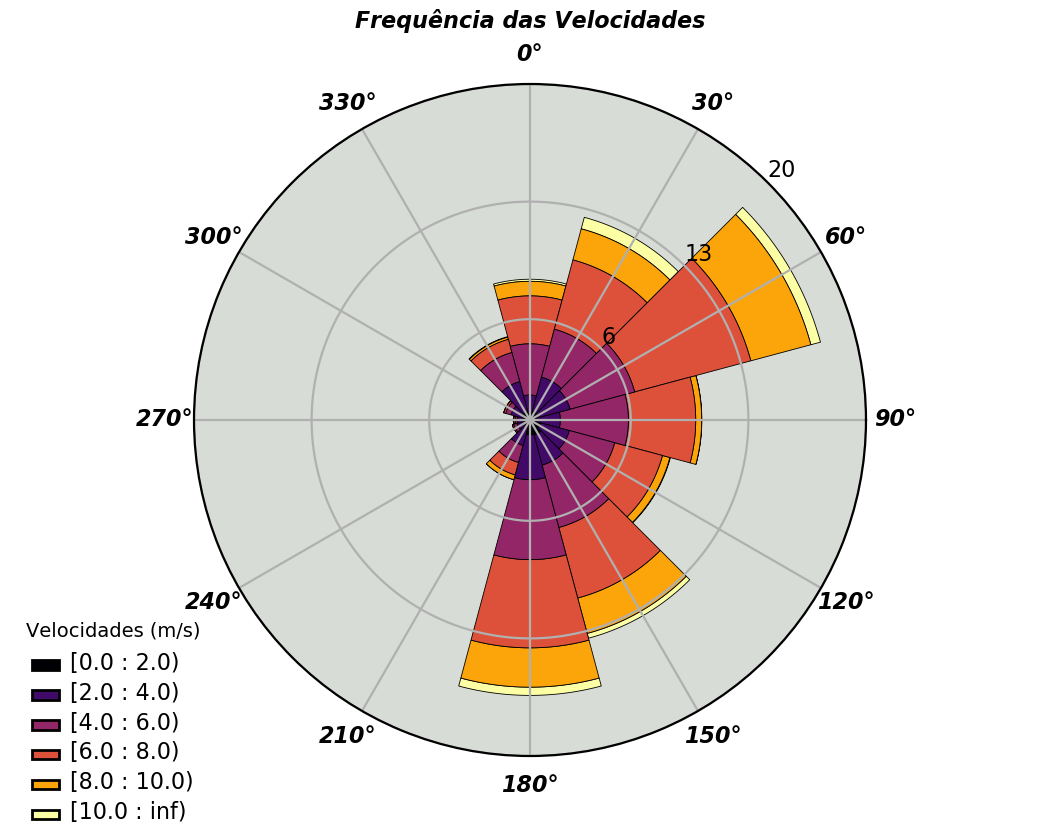 Frequência das Velocidades
0°
330°
30°
20
300°
60°
13
6
270°
90°
240°
120°
210°
150°
180°
Velocidades (m/s)
[0.0 : 2.0)
[2.0 : 4.0)
[4.0 : 6.0)
[6.0 : 8.0)
[8.0 : 10.0)
[10.0 : inf)